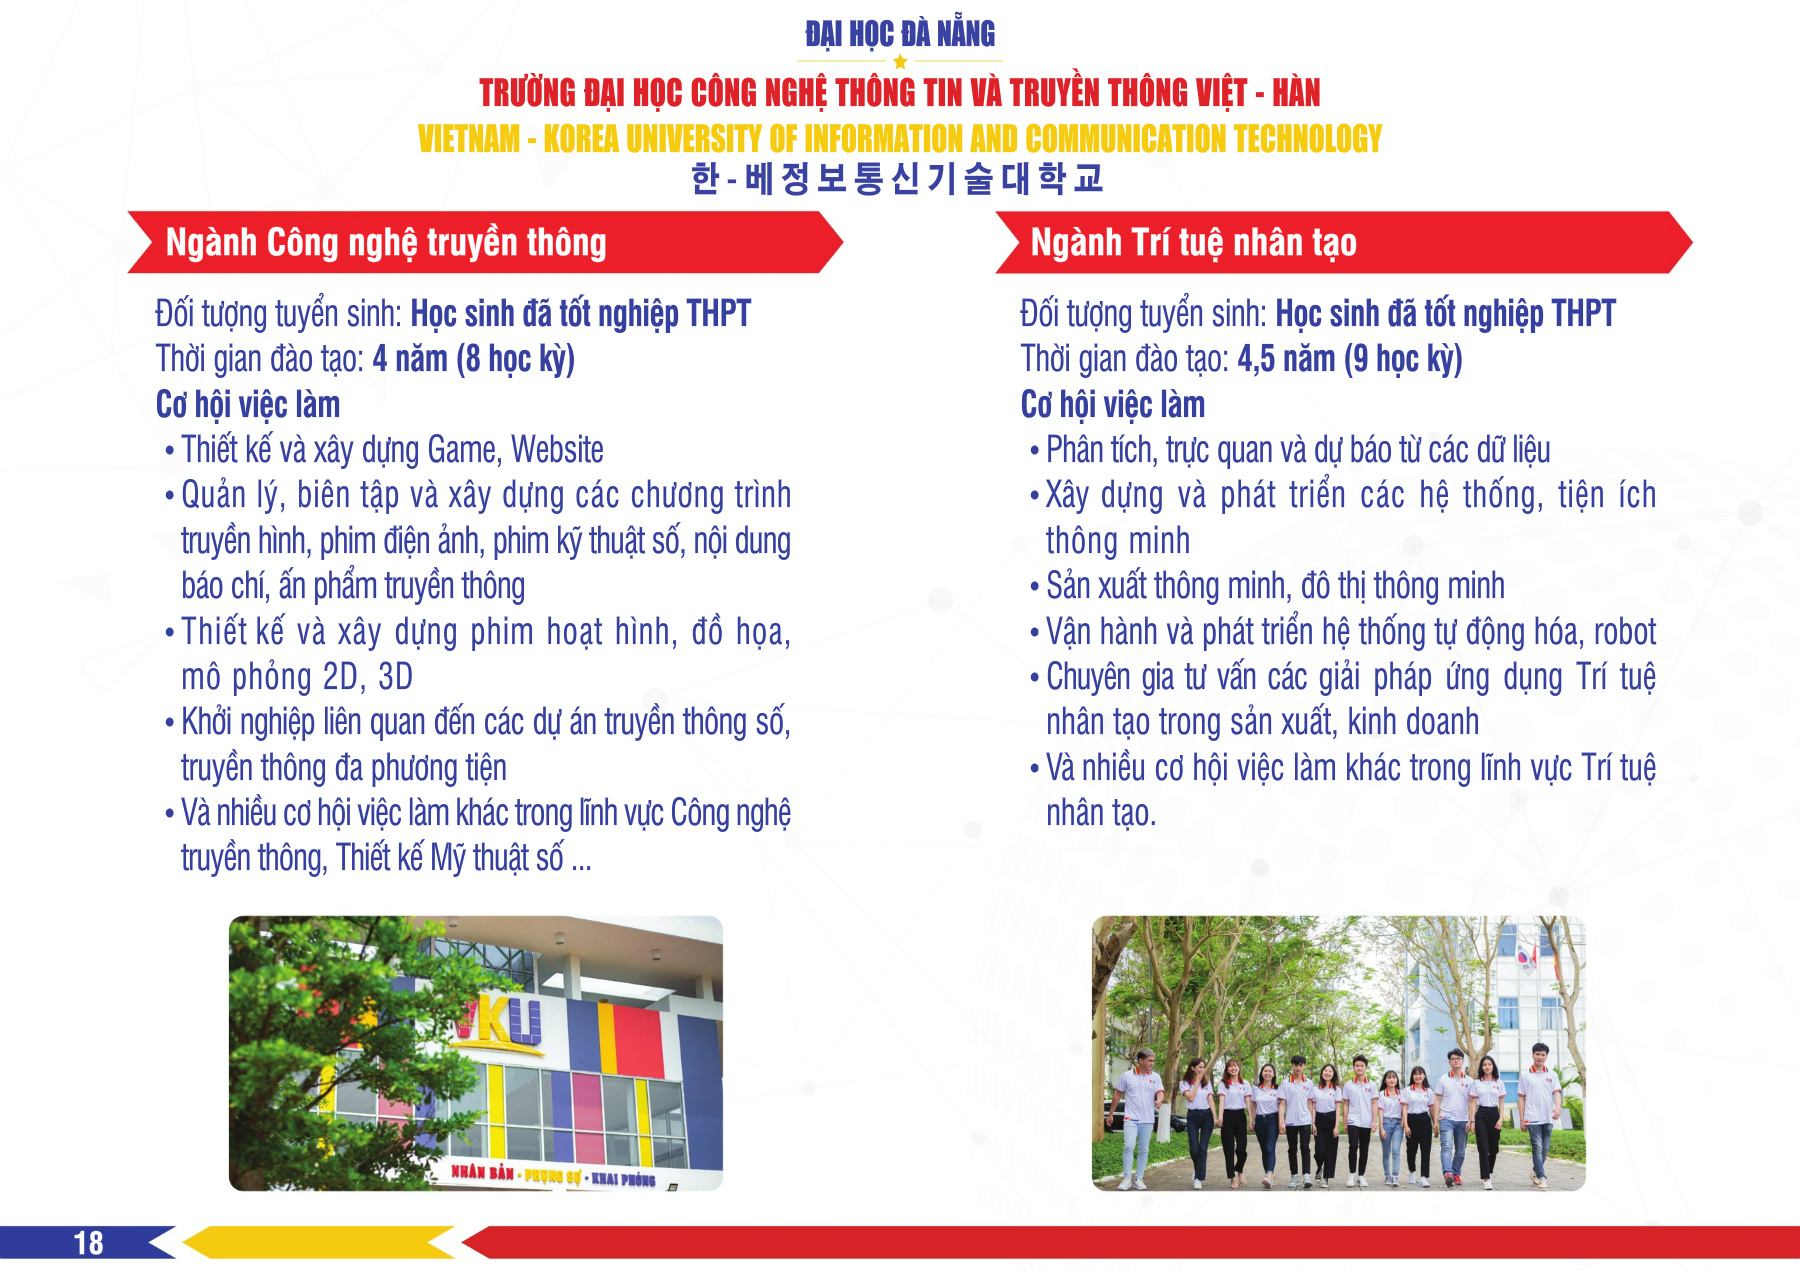 ĐẠI HỌC ĐÀ NẴNG
TRƯỜNG ĐẠI HỌC CÔNG NGHỆ THÔNG TIN VÀ TRUYỀN THÔNG VIỆT - HÀN
VIETNAM - KOREA UNIVERSITY OF INFORMATION AND COMMUNICATION TECHNOLOGY
한-베정보통신기술대학교
Ngành Công nghệ truyền thông
Đối tượng tuyển sinh: Học sinh đã tốt nghiệp THPT
Thời gian đào tạo: 4 năm (8 học kỳ)
Cơ hội việc làm
• Thiết kế và xây dựng Game, Website
• Quản lý, biên tập và xây dựng các chương trình
truyền hình, phim điện ảnh, phim kỹ thuật số, nội dung
báo chí, ấn phẩm truyền thông
• Thiết kế và xây dựng phim hoạt hình, đồ họa,
mô phỏng 2D, 3D
• Khởi nghiệp liên quan đến các dự án truyền thông số,
truyền thông đa phương tiện
• Và nhiều cơ hội việc làm khác trong lĩnh vực Công nghệ
truyền thông, Thiết kế Mỹ thuật số ...
VKU
NHÂN BẢN - PHỤNG SỰ - KHAI PHÓNG
Ngành Trí tuệ nhân tạo
Đối tượng tuyển sinh: Học sinh đã tốt nghiệp THPT
Thời gian đào tạo: 4,5 năm (9 học kỳ)
Cơ hội việc làm
• Phân tích, trực quan và dự báo từ các dữ liệu
• Xây dựng và phát triển các hệ thống, tiện ích
thông minh
• Sản xuất thông minh, đô thị thông minh
• Vận hành và phát triển hệ thống tự động hóa, robot
• Chuyên gia tư vấn các giải pháp ứng dụng Trí tuệ
nhân tạo trong sản xuất, kinh doanh
• Và nhiều cơ hội việc làm khác trong lĩnh vực Trí tuệ
nhân tạo.
18